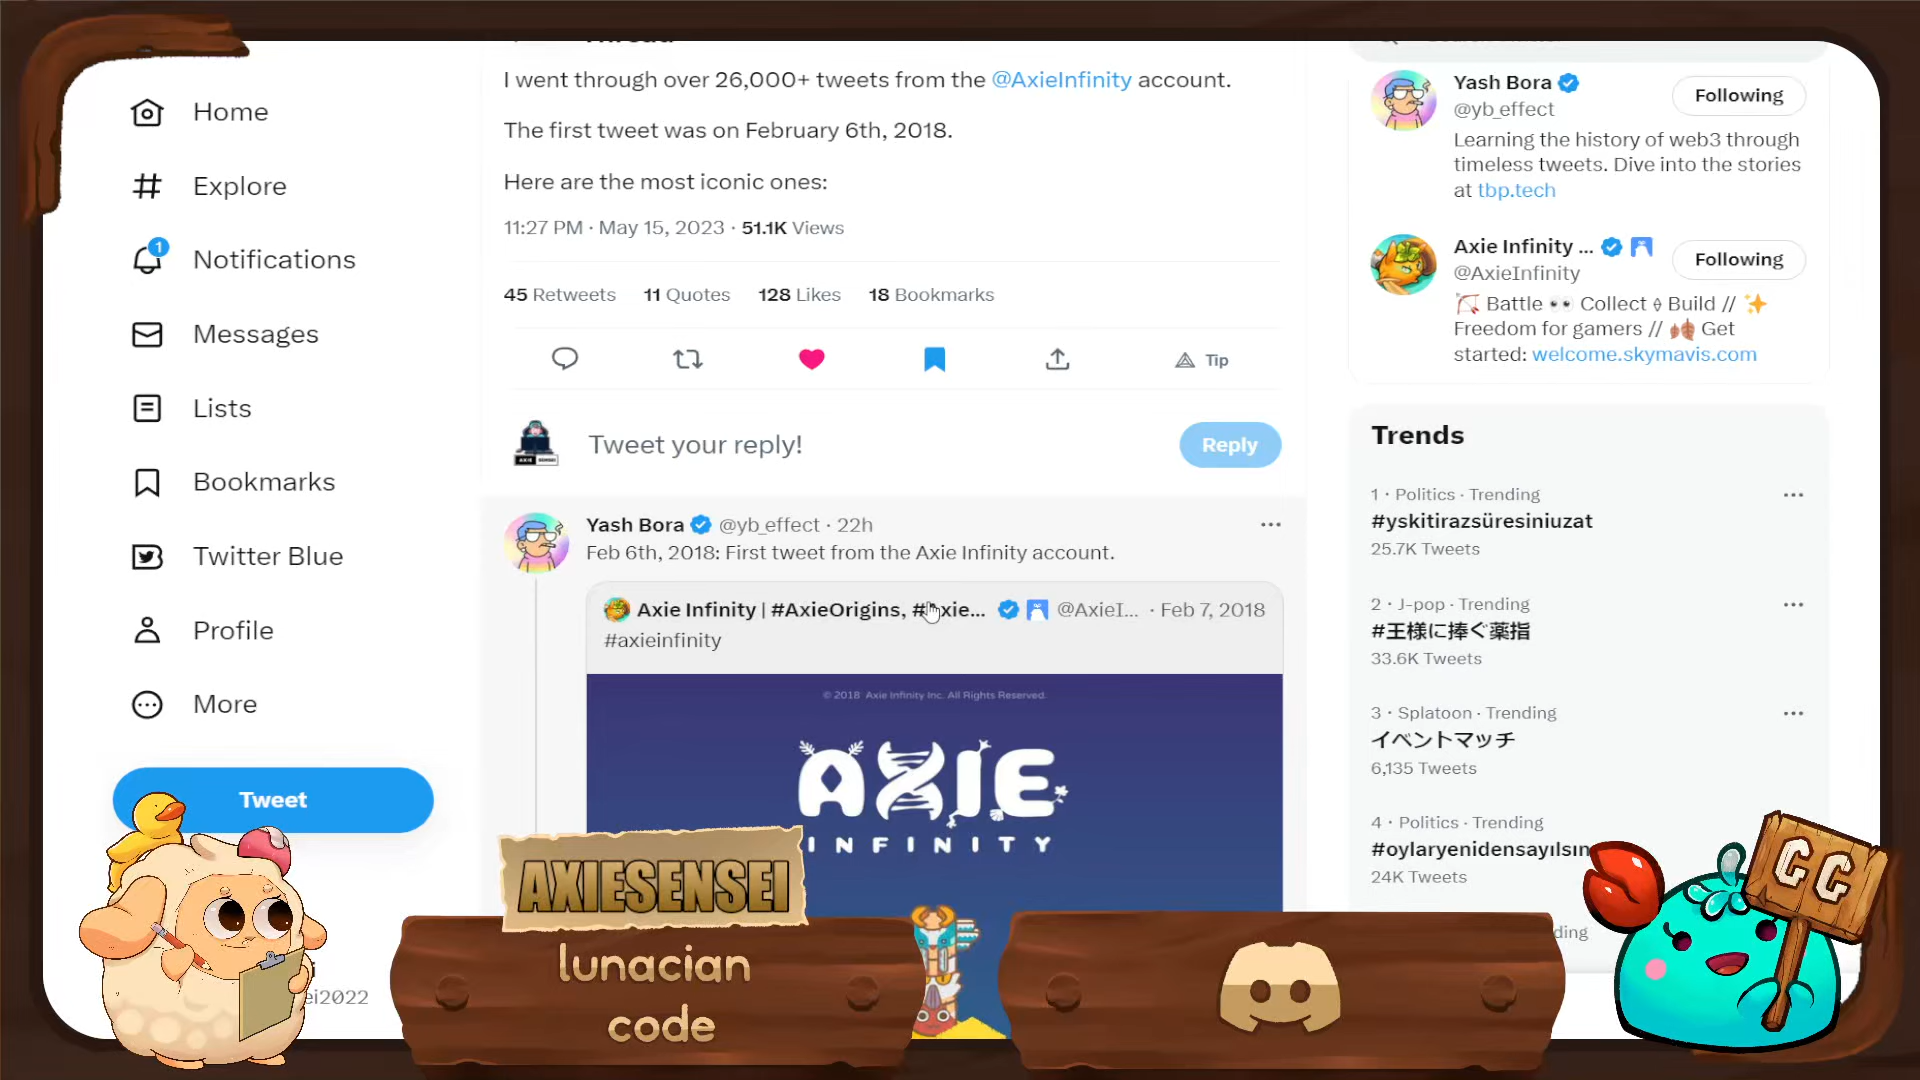 Home
Explore
1
Notifications
Messages
Lists
Bookmarks
Twitter Blue
Profile
More
Tweet
ei2022
Thread
I went through over 26,000+ tweets from the @AxieInfinity account.
The first tweet was on February 6th, 2018.
Here are the most iconic ones:
11:27 PM · May 15, 2023 · 51.1K Views
45 Retweets 11 Quotes 128 Likes 18 Bookmarks
Tip
AXIE SENSEI
Tweet your reply!
Reply
Yash Bora @yb_effect · 22h
Feb 6th, 2018: First tweet from the Axie Infinity account.
Axie Infinity | #AxieOrigins, #Axie... @AxieI... · Feb 7, 2018
#axieinfinity
© 2018 Axie Infinity Inc. All Rights Reserved.
AXIE
INFINITY
Yash Bora
Following
@yb_effect
Learning the history of web3 through
timeless tweets. Dive into the stories
at tbp.tech
Axie Infinity ...
Following
@AxieInfinity
Battle 👀 Collect Build // ✨
Freedom for gamers // Get
started: welcome.skymavis.com
Trends
1 · Politics · Trending
#yskitirazsüresiniuzat
25.7K Tweets
2 · J-pop · Trending
#王様に捧ぐ薬指
33.6K Tweets
3 · Splatoon · Trending
イベントマッチ
6,135 Tweets
4 · Politics · Trending
#oylaryenidensayılsın
24K Tweets
ding
AXIESENSEI
lunacian
code
CC